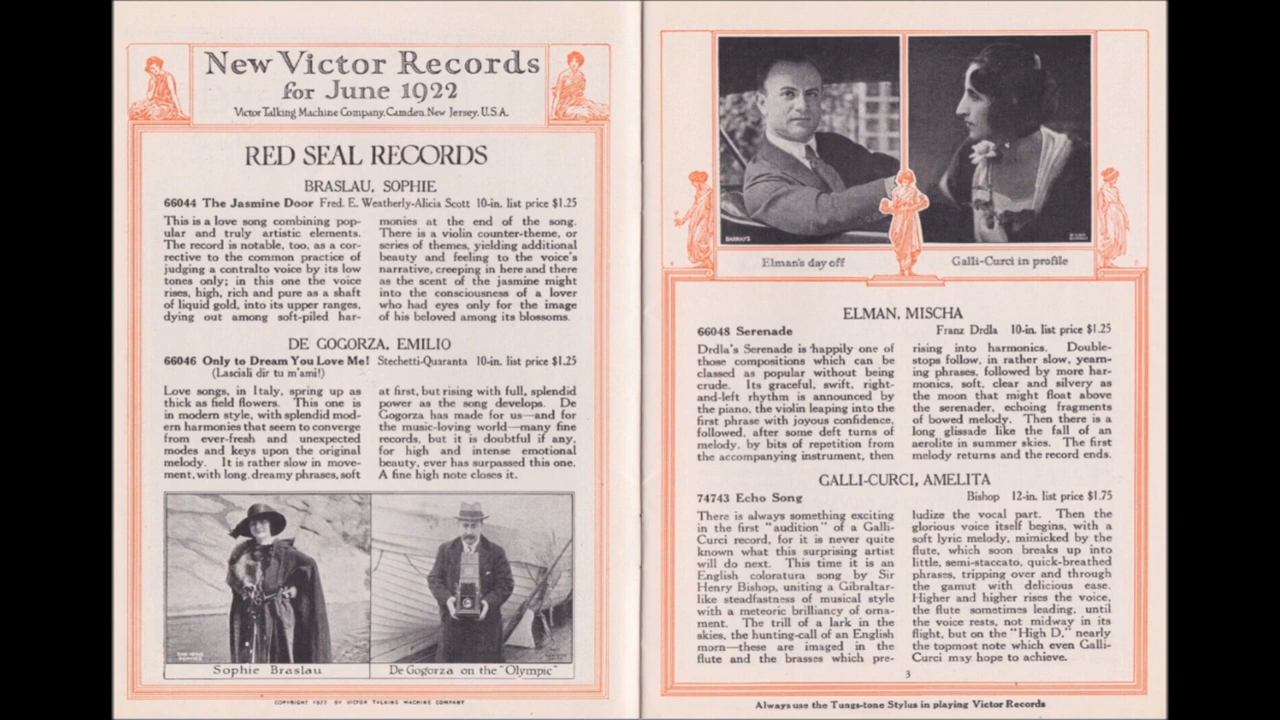 New Victor Records
for June 1922
Victor Talking Machine Company, Camden, New Jersey, U.S.A.
RED SEAL RECORDS
BRASLAU, SOPHIE
66044 The Jasmine Door Fred. E. Weatherly-Alicia Scott 10-in. list price $1.25
This is a love song combining pop-
ular and truly artistic elements.
The record is notable, too, as a cor-
rective to the common practice of
judging a contralto voice by its low
tones only; in this one the voice
rises, high, rich and pure as a shaft
of liquid gold, into its upper ranges,
dying out among soft-piled har-
monies at the end of the song.
There is a violin counter-theme, or
series of themes, yielding additional
beauty and feeling to the voice's
narrative, creeping in here and there
as the scent of the jasmine might
into the consciousness of a lover
who had eyes only for the image
of his beloved among its blossoms.
DE GOGORZA, EMILIO
66046 Only to Dream You Love Me! Stechetti-Quaranta 10-in. list price $1.25
(Lasciali dir tu m'ami!)
Love songs, in Italy, spring up as
thick as field flowers. This one is
in modern style, with splendid mod-
ern harmonies that seem to converge
from ever-fresh and unexpected
modes and keys upon the original
melody. It is rather slow in move-
ment, with long, dreamy phrases, soft
at first, but rising with full, splendid
power as the song develops. De
Gogorza has made for us—and for
the music-loving world—many fine
records, but it is doubtful if any,
for high and intense emotional
beauty, ever has surpassed this one.
A fine high note closes it.
Sophie Braslau
De Gogorza on the "Olympic"
COPYRIGHT 1922 BY VICTOR TALKING MACHINE COMPANY
Elman's day off
Galli-Curci in profile
ELMAN, MISCHA
66048 Serenade Franz Drdla 10-in. list price $1.25
Drdla's Serenade is happily one of
those compositions which can be
classed as popular without being
crude. Its graceful, swift, right-
and-left rhythm is announced by
the piano, the violin leaping into the
first phrase with joyous confidence,
followed, after some deft turns of
melody, by bits of repetition from
the accompanying instrument, then
rising into harmonics. Double-
stops follow, in rather slow, yearn-
ing phrases, followed by more har-
monics, soft, clear and silvery as
the moon that might float above
the serenader, echoing fragments
of bowed melody. Then there is a
long glissade like the fall of an
aerolite in summer skies. The first
melody returns and the record ends.
GALLI-CURCI, AMELITA
74743 Echo Song Bishop 12-in. list price $1.75
There is always something exciting
in the first "audition" of a Galli-
Curci record, for it is never quite
known what this surprising artist
will do next. This time it is an
English coloratura song by Sir
Henry Bishop, uniting a Gibraltar-
like steadfastness of musical style
with a meteoric brilliancy of orna-
ment. The trill of a lark in the
skies, the hunting-call of an English
morn—these are imaged in the
flute and the brasses which pre-
ludize the vocal part. Then the
glorious voice itself begins, with a
soft lyric melody, mimicked by the
flute, which soon breaks up into
little, semi-staccato, quick-breathed
phrases, tripping over and through
the gamut with delicious ease.
Higher and higher rises the voice,
the flute sometimes leading, until
the voice rests, not midway in its
flight, but on the "High D," nearly
the topmost note which even Galli-
Curci may hope to achieve.
3
Always use the Tungs-tone Stylus in playing Victor Records